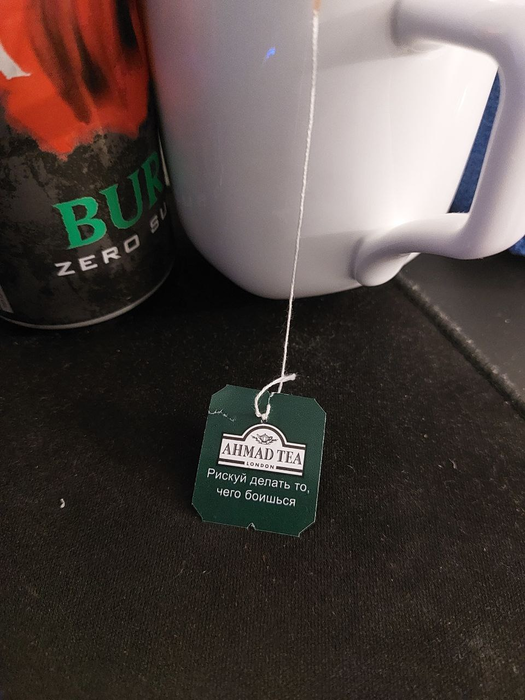 BUR
ZERO SU
AHMAD TEA
LONDON
Рискуй делать то,
чего боишься